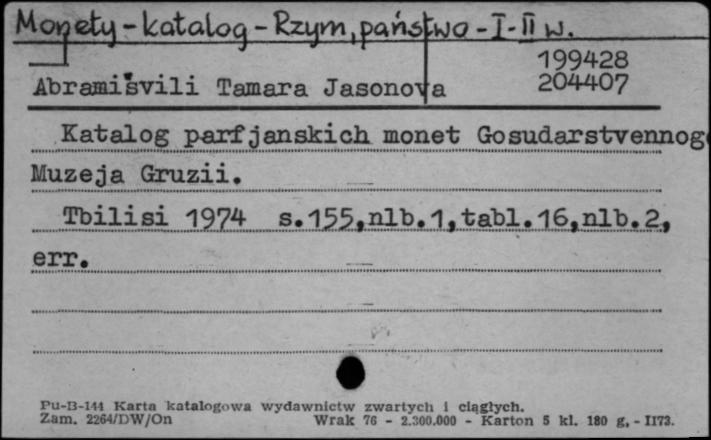 Monety - katalog - Rzym, państwo - I - II w.
199428
Abramišvili Tamara Jasonova 204407
Katalog parfjanskich monet Gosudarstvennogo
Muzeja Gruzii.
Tbilisi 1974 s.155,nlb.1,tabl.16,nlb.2,
err.
Pu-B-144 Karta katalogowa wydawnictw zwartych i ciągłych.
Zam. 2264/DW/On Wrak 76 - 2.300.000 - Karton 5 kl. 180 g. - II73.